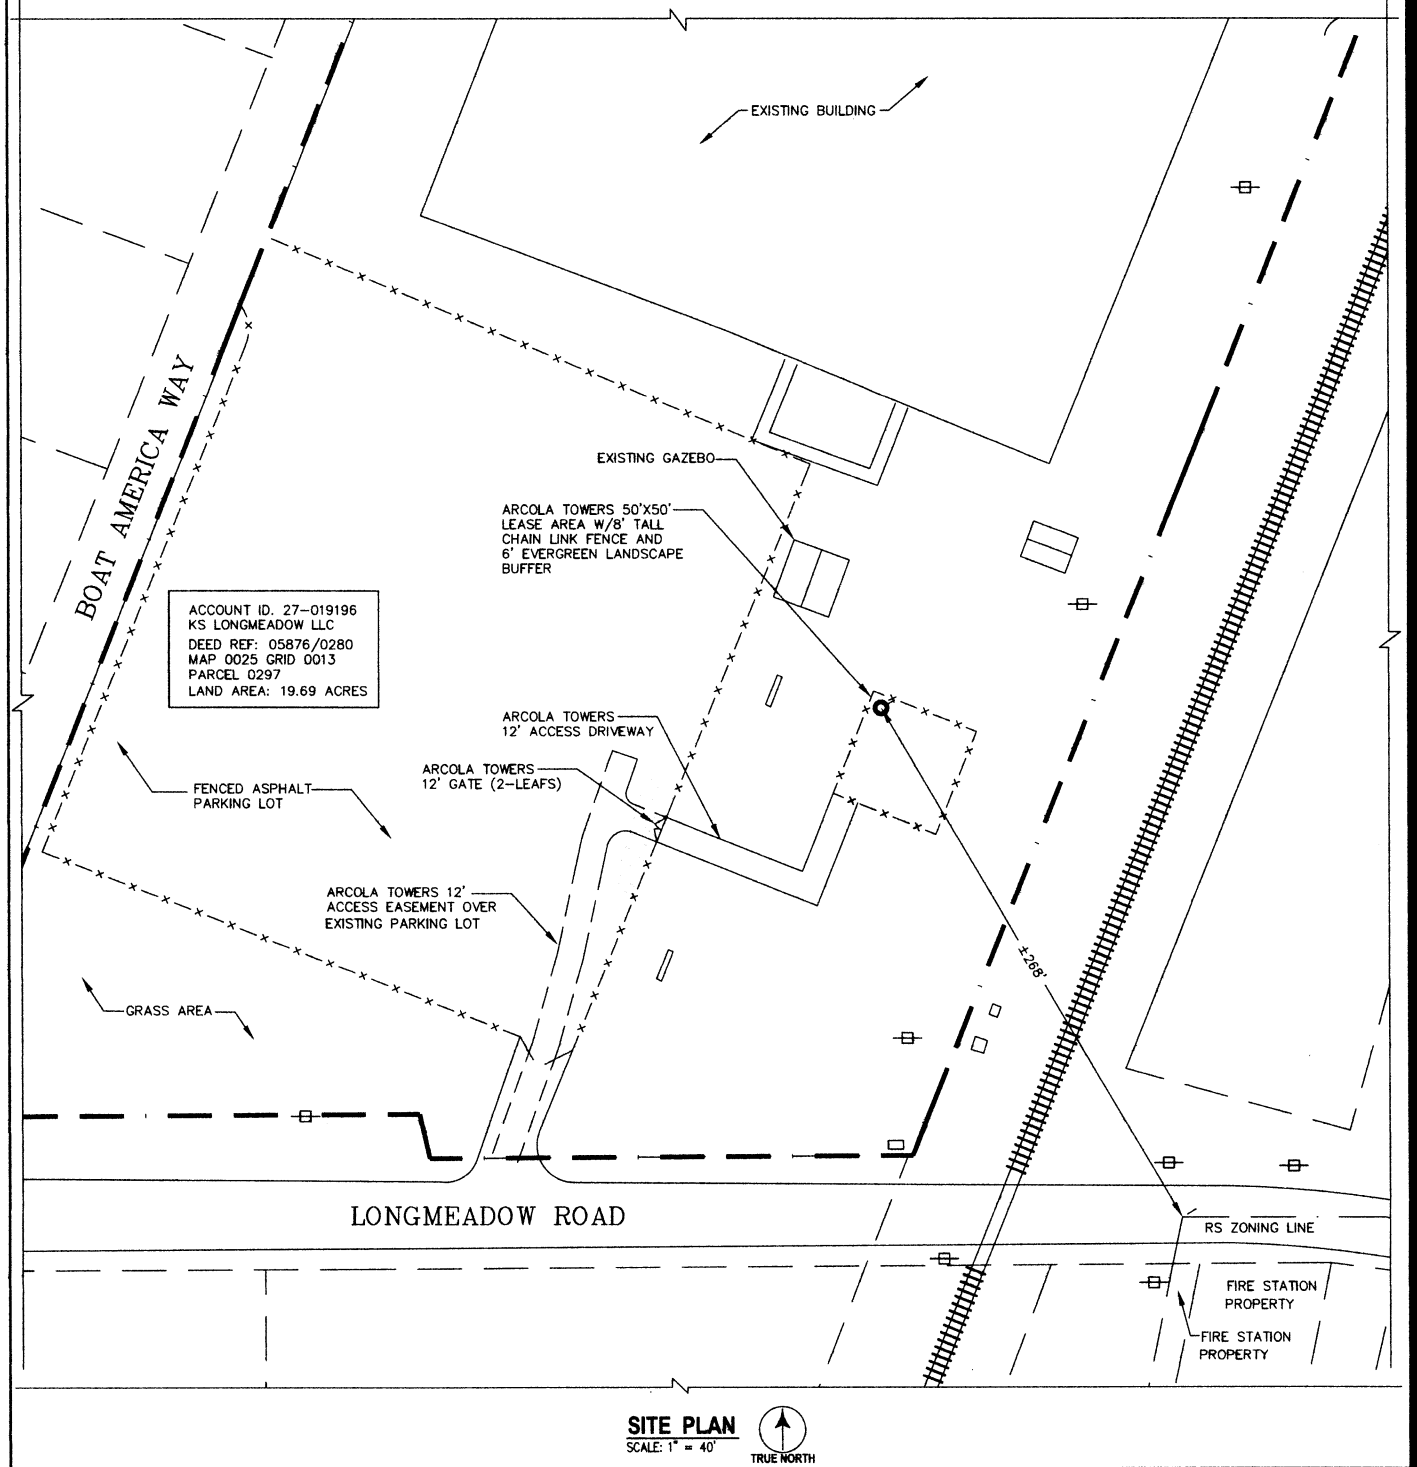 EXISTING BUILDING
BOAT AMERICA WAY
EXISTING GAZEBO
ARCOLA TOWERS 50'X50'
LEASE AREA W/8' TALL
CHAIN LINK FENCE AND
6' EVERGREEN LANDSCAPE
BUFFER
ACCOUNT ID. 27-019196
KS LONGMEADOW LLC
DEED REF: 05876/0280
MAP 0025 GRID 0013
PARCEL 0297
LAND AREA: 19.69 ACRES
ARCOLA TOWERS
12' ACCESS DRIVEWAY
ARCOLA TOWERS
12' GATE (2-LEAFS)
FENCED ASPHALT
PARKING LOT
ARCOLA TOWERS 12'
ACCESS EASEMENT OVER
EXISTING PARKING LOT
±268'
GRASS AREA
LONGMEADOW ROAD
RS ZONING LINE
FIRE STATION
PROPERTY
FIRE STATION
PROPERTY
SITE PLAN
SCALE: 1" = 40'
TRUE NORTH